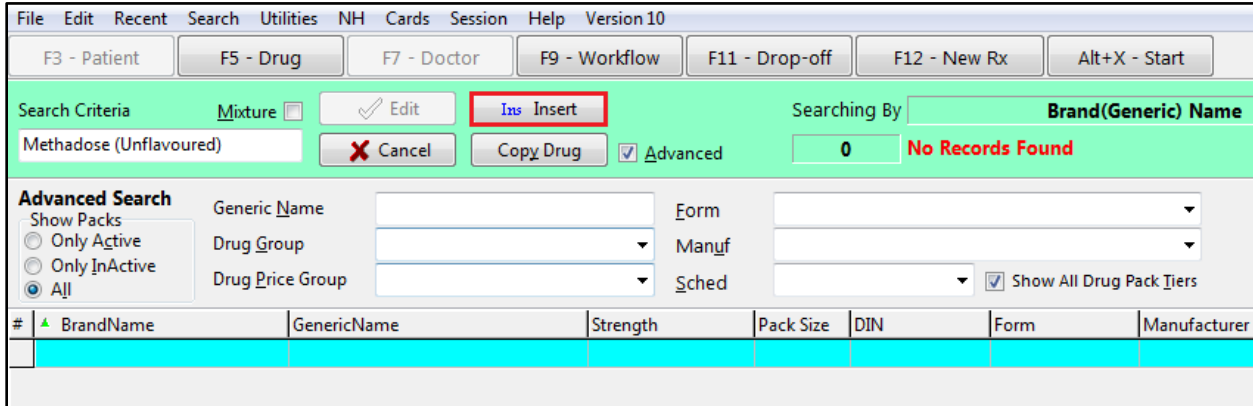 File Edit Recent Search Utilities NH Cards Session Help Version 10
F3 - Patient F5 - Drug F7 - Doctor F9 - Workflow F11 - Drop-off F12 - New Rx Alt+X - Start
Search Criteria Mixture Edit Ins Insert Searching By Brand(Generic) Name
Methadose (Unflavoured) Cancel Copy Drug Advanced 0 No Records Found
Advanced Search
Show Packs Generic Name Form
Only Active Drug Group Manuf
Only InActive Drug Price Group Sched Show All Drug Pack Tiers
All
# BrandName GenericName Strength Pack Size DIN Form Manufacturer